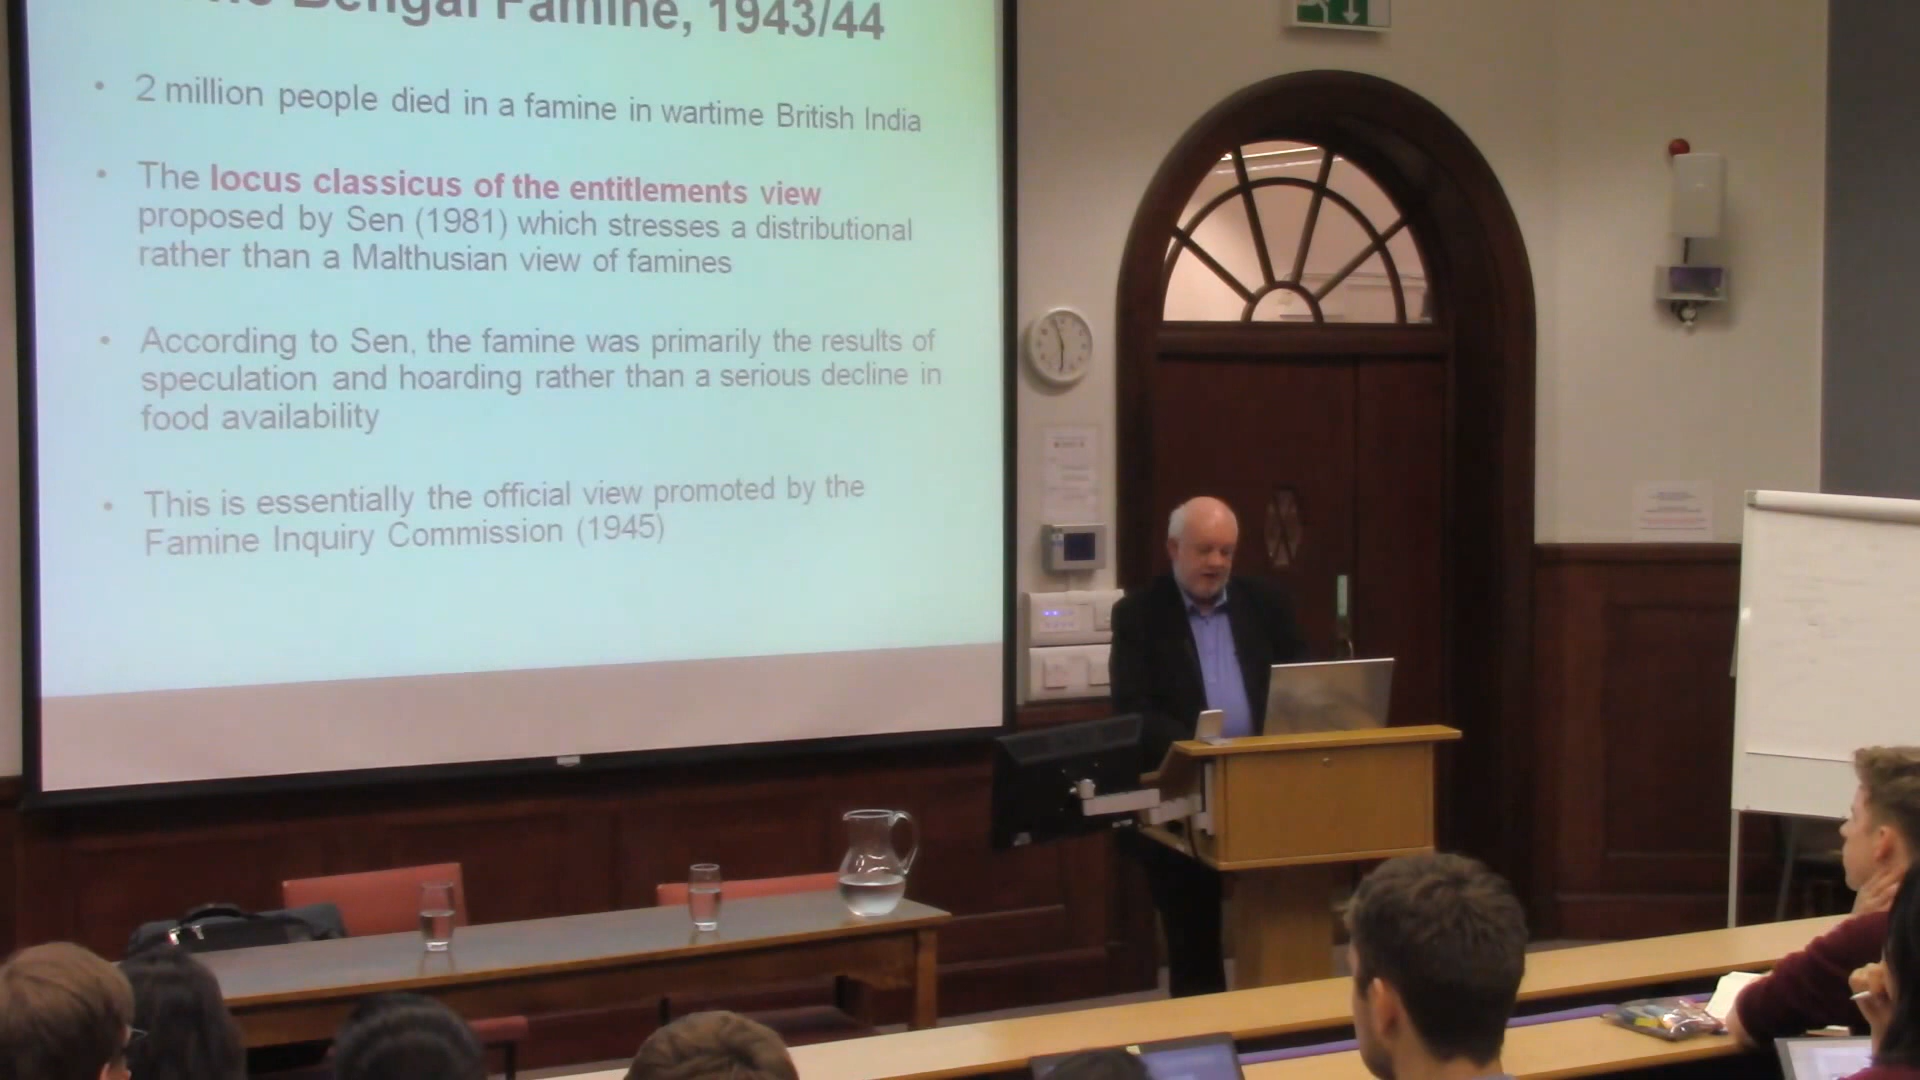 The Bengal Famine, 1943/44
• 2 million people died in a famine in wartime British India
• The locus classicus of the entitlements view
proposed by Sen (1981) which stresses a distributional
rather than a Malthusian view of famines
• According to Sen, the famine was primarily the results of
speculation and hoarding rather than a serious decline in
food availability
• This is essentially the official view promoted by the
Famine Inquiry Commission (1945)